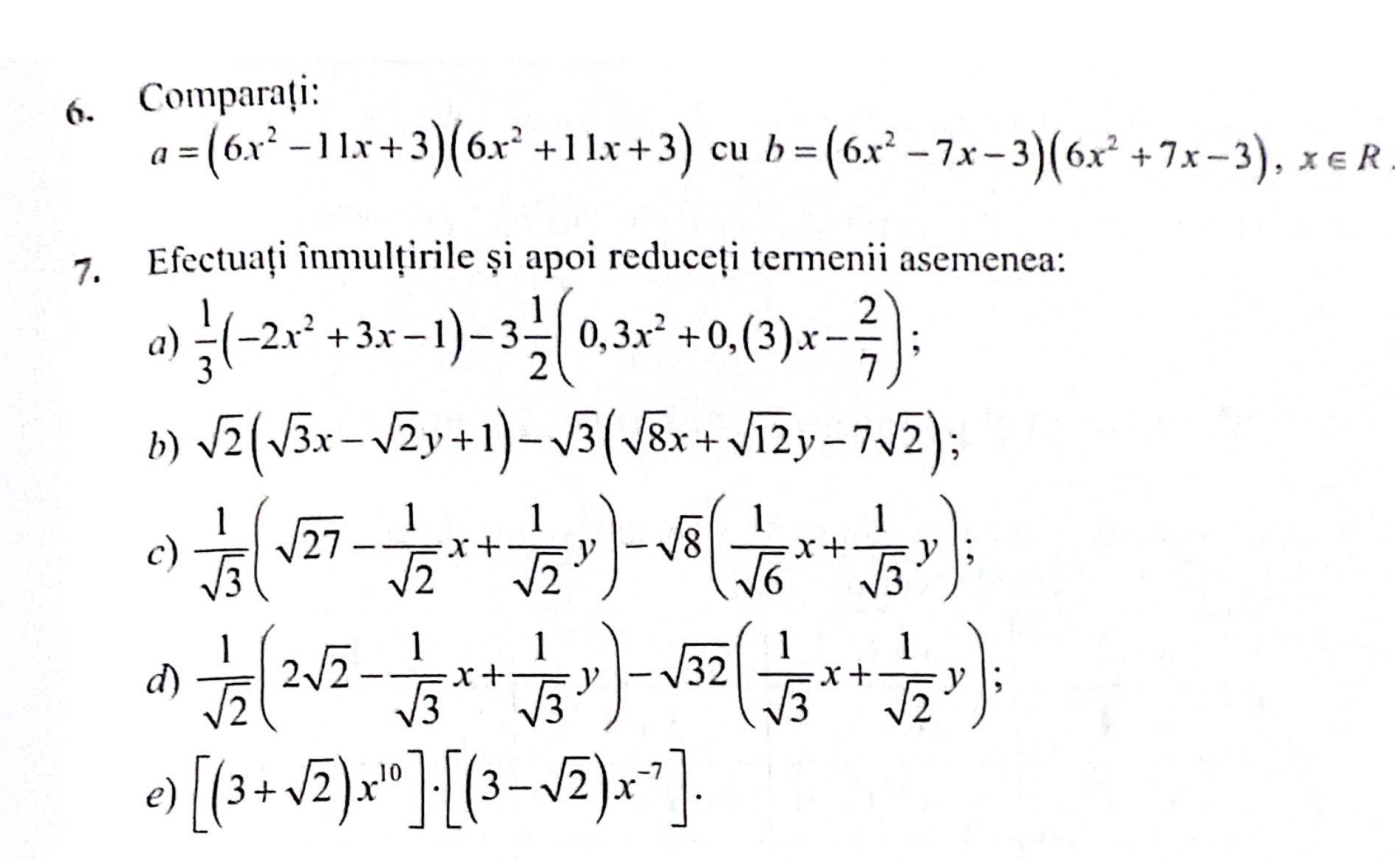 6. Comparați:
a = (6x² − 11x + 3)(6x² + 11x + 3) cu b = (6x² − 7x − 3)(6x² + 7x − 3), x ∈ R.
7. Efectuați înmulțirile și apoi reduceți termenii asemenea:
a) 1/3(−2x² + 3x − 1) − 3 1/2(0,3x² + 0,(3)x − 2/7);
b) √2(√3x − √2y + 1) − √3(√8x + √12y − 7√2);
c) 1/√3(√27 − 1/√2 x + 1/√2 y) − √8(1/√6 x + 1/√3 y);
d) 1/√2(2√2 − 1/√3 x + 1/√3 y) − √32(1/√3 x + 1/√2 y);
e) [(3 + √2)x¹⁰]·[(3 − √2)x⁻⁷].